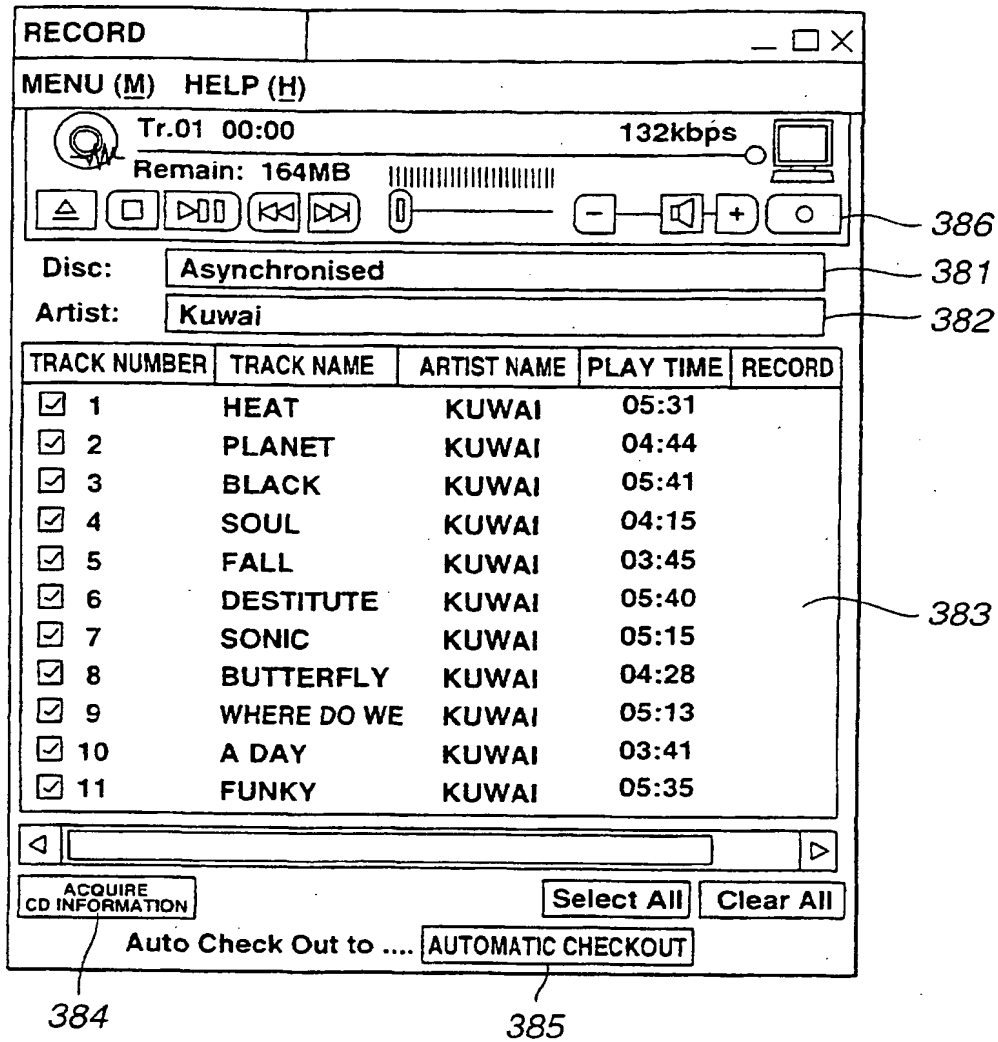 RECORD
MENU (M) HELP (H)
Tr.01 00:00 132kbps
Remain: 164MB
- +
386
Disc: Asynchronised
381
Artist: Kuwai
382
TRACK NUMBER TRACK NAME ARTIST NAME PLAY TIME RECORD
1 HEAT KUWAI 05:31
2 PLANET KUWAI 04:44
3 BLACK KUWAI 05:41
4 SOUL KUWAI 04:15
5 FALL KUWAI 03:45
6 DESTITUTE KUWAI 05:40
383
7 SONIC KUWAI 05:15
8 BUTTERFLY KUWAI 04:28
9 WHERE DO WE KUWAI 05:13
10 A DAY KUWAI 03:41
11 FUNKY KUWAI 05:35
ACQUIRE
CD INFORMATION
Select All Clear All
Auto Check Out to .... AUTOMATIC CHECKOUT
384
385